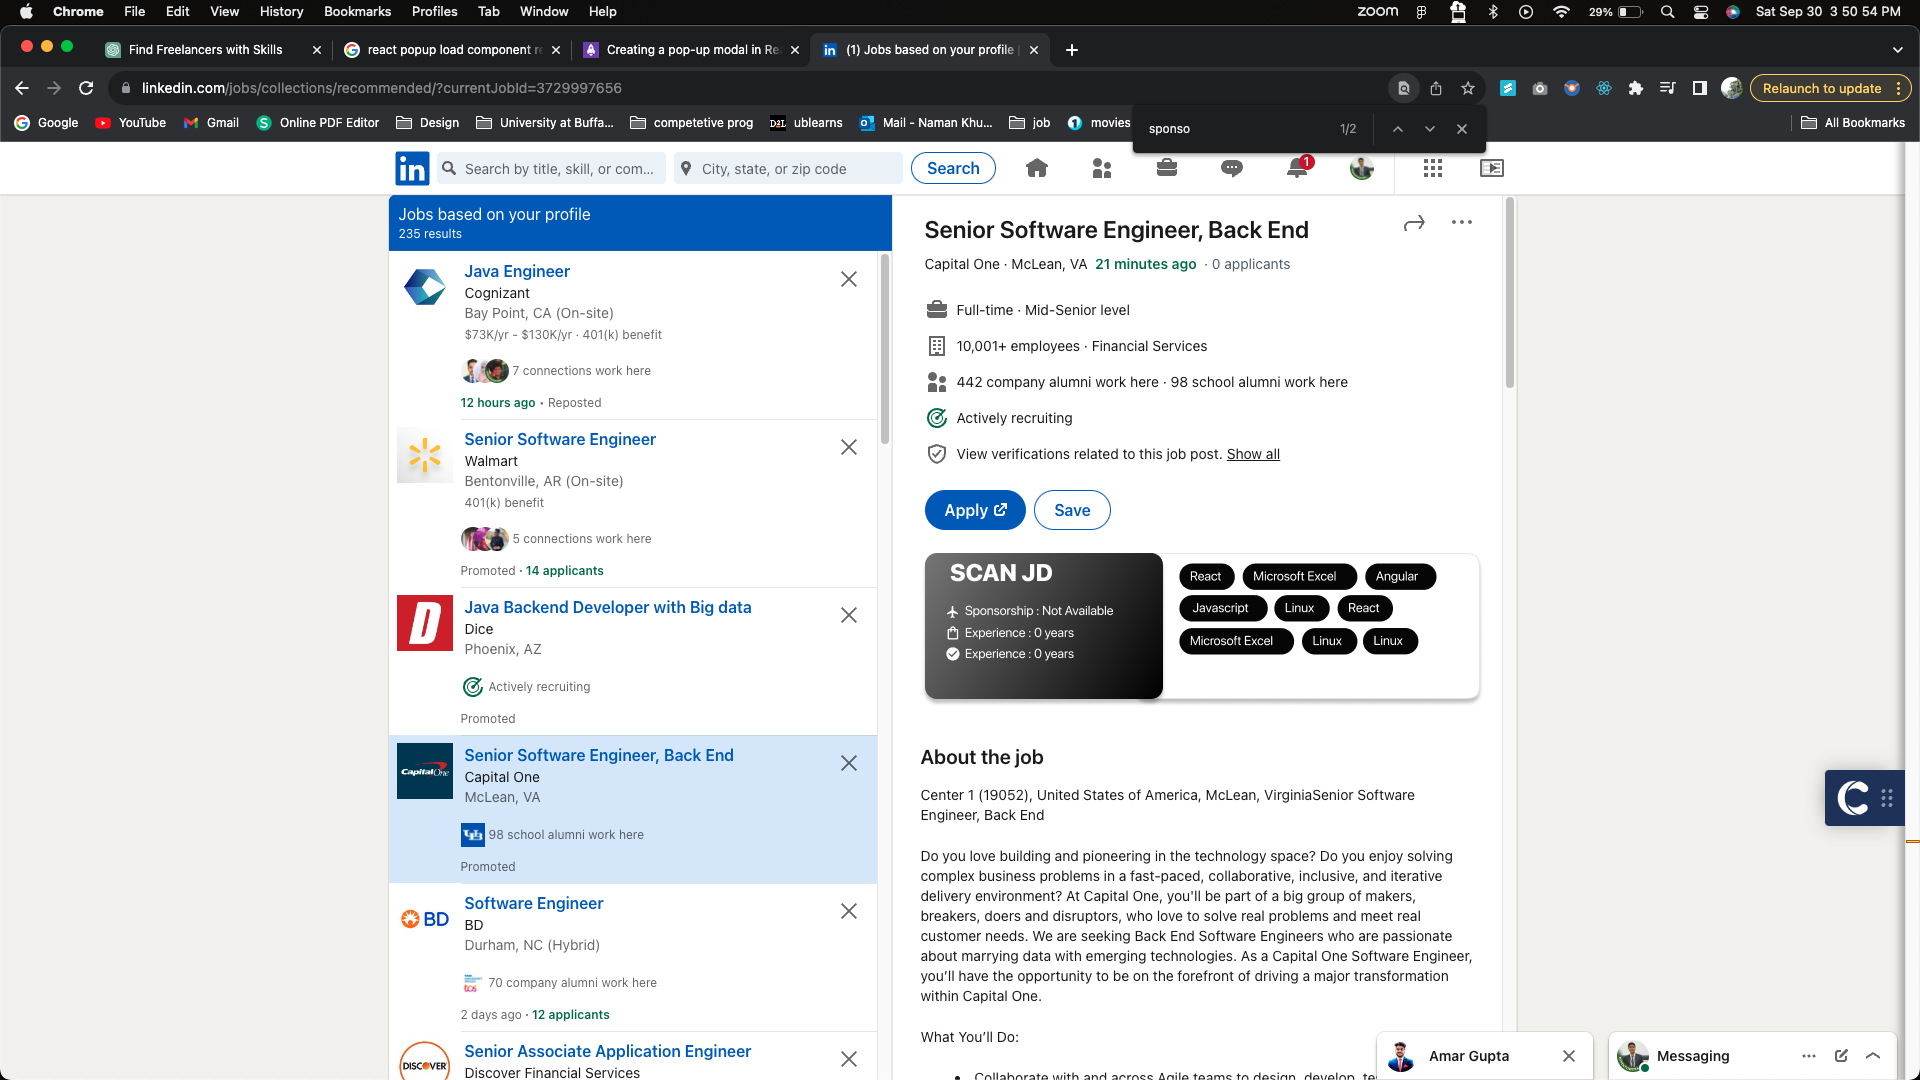 Chrome File Edit View History Bookmarks Profiles Tab Window Help zoom 29% Sat Sep 30 3 50 54 PM
Find Freelancers with Skills
react popup load component re
Creating a pop-up modal in Re
(1) Jobs based on your profile
linkedin.com/jobs/collections/recommended/?currentJobId=3729997656
Relaunch to update
Google YouTube Gmail Online PDF Editor Design University at Buffa... competetive prog ublearns Mail - Naman Khu... job movies
All Bookmarks
sponso 1/2
in
Search by title, skill, or com...
City, state, or zip code
Search
1
Jobs based on your profile
235 results
Java Engineer
Cognizant
Bay Point, CA (On-site)
$73K/yr - $130K/yr · 401(k) benefit
7 connections work here
12 hours ago · Reposted
Senior Software Engineer
Walmart
Bentonville, AR (On-site)
401(k) benefit
5 connections work here
Promoted · 14 applicants
Java Backend Developer with Big data
Dice
Phoenix, AZ
Actively recruiting
Promoted
Senior Software Engineer, Back End
Capital One
Capital One
McLean, VA
98 school alumni work here
Promoted
Software Engineer
BD
BD
Durham, NC (Hybrid)
70 company alumni work here
2 days ago · 12 applicants
Senior Associate Application Engineer
DISCOVER
Discover Financial Services
Senior Software Engineer, Back End
Capital One · McLean, VA 21 minutes ago · 0 applicants
Full-time · Mid-Senior level
10,001+ employees · Financial Services
442 company alumni work here · 98 school alumni work here
Actively recruiting
View verifications related to this job post. Show all
Apply
Save
SCAN JD
Sponsorship : Not Available
Experience : 0 years
Experience : 0 years
React Microsoft Excel Angular
Javascript Linux React
Microsoft Excel Linux Linux
About the job
Center 1 (19052), United States of America, McLean, VirginiaSenior Software
Engineer, Back End
Do you love building and pioneering in the technology space? Do you enjoy solving
complex business problems in a fast-paced, collaborative, inclusive, and iterative
delivery environment? At Capital One, you'll be part of a big group of makers,
breakers, doers and disruptors, who love to solve real problems and meet real
customer needs. We are seeking Back End Software Engineers who are passionate
about marrying data with emerging technologies. As a Capital One Software Engineer,
you'll have the opportunity to be on the forefront of driving a major transformation
within Capital One.
What You'll Do:
• Collaborate with and across Agile teams to design, develop,
Amar Gupta
Messaging